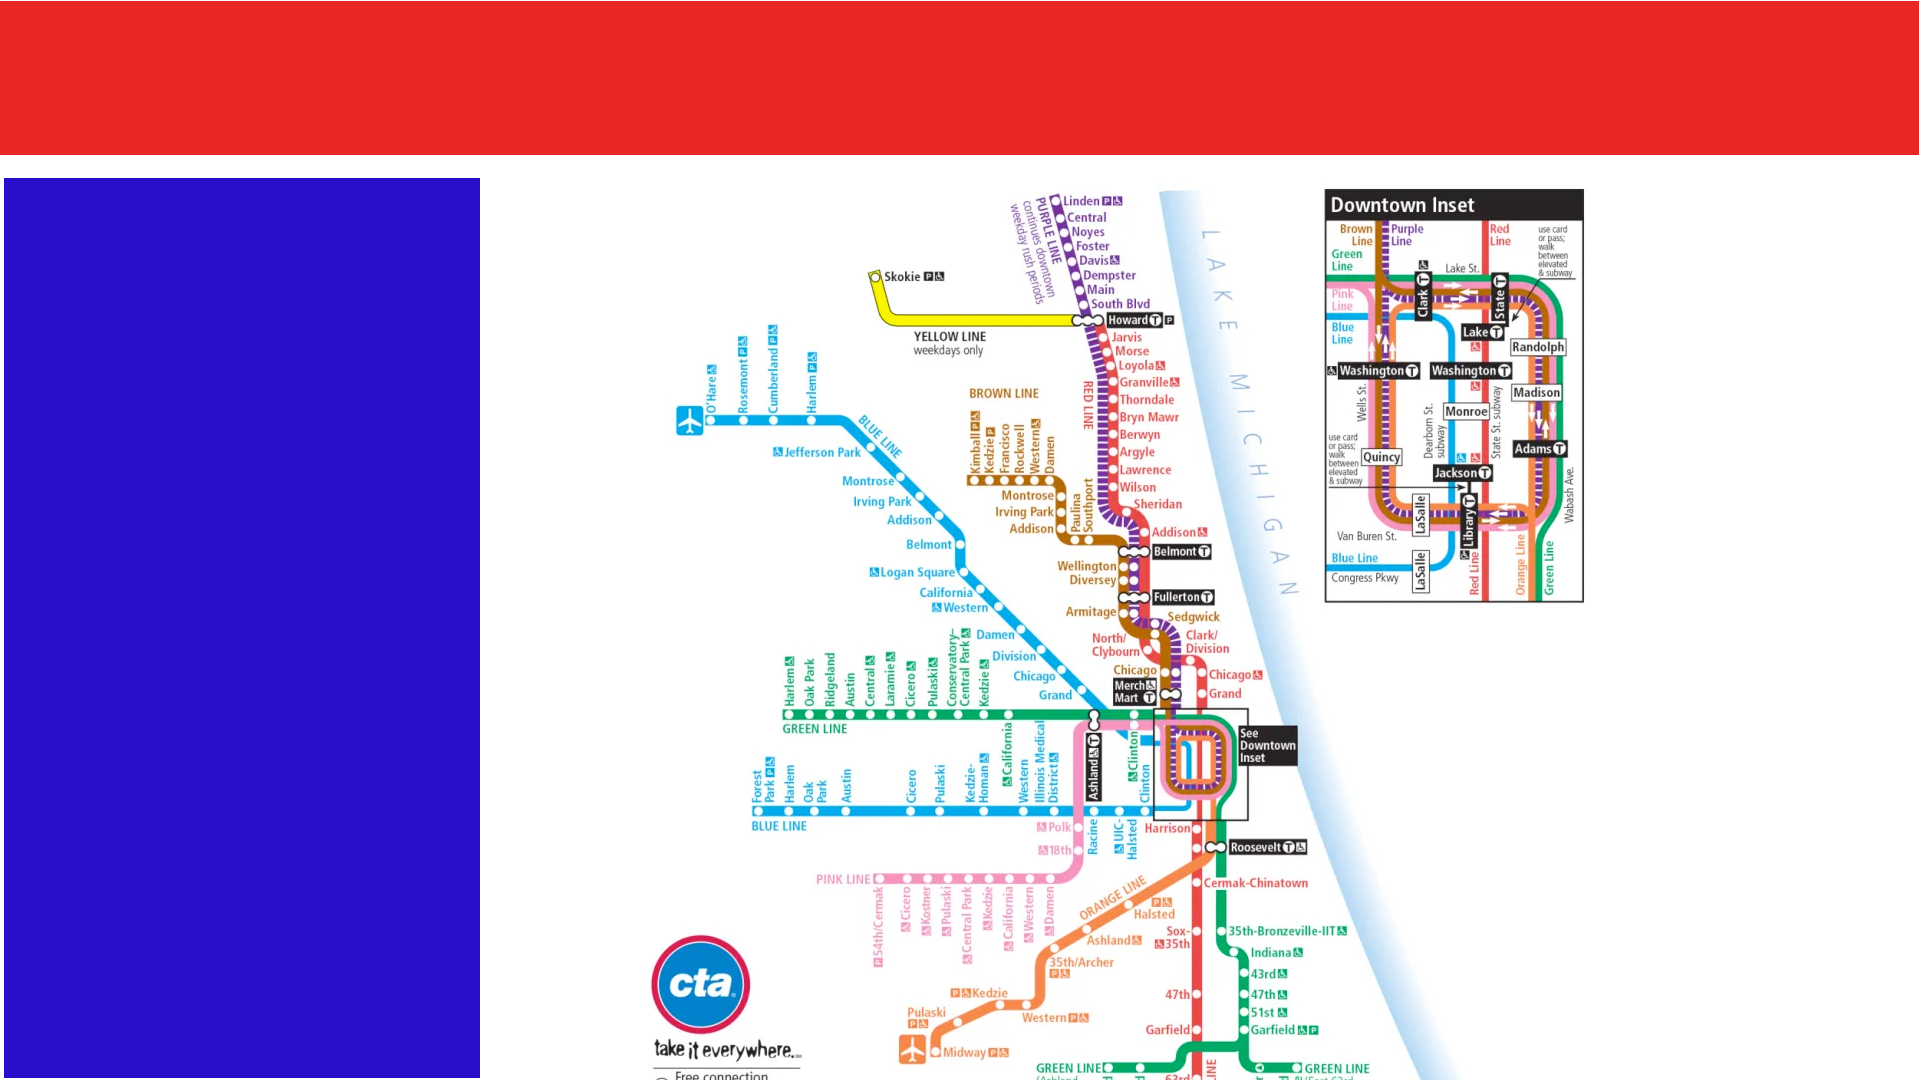 Linden
Central
Noyes
Foster
Davis
Dempster
Main
South Blvd
PURPLE LINE
continues downtown
weekday rush periods
Howard T P
Skokie P
YELLOW LINE
weekdays only
Jarvis
Morse
Loyola
Granville
Thorndale
Bryn Mawr
Berwyn
Argyle
Lawrence
Wilson
Sheridan
Addison
RED LINE
Belmont T
Fullerton T
LAKE MICHIGAN
BROWN LINE
Kimball P
Kedzie P
Francisco
Rockwell
Western
Damen
Montrose
Irving Park
Addison
Paulina
Southport
Wellington
Diversey
Armitage
Sedgwick
North/
Clybourn
Clark/
Division
Chicago
Chicago
Merch
Mart T
Grand
O'Hare
Rosemont P
Cumberland P
Harlem P
BLUE LINE
Jefferson Park
Montrose
Irving Park
Addison
Belmont
Logan Square
California
Western
Damen
Division
Chicago
Grand
Harlem
Oak Park
Ridgeland
Austin
Central
Laramie
Cicero
Pulaski
Conservatory–
Central Park
Kedzie
GREEN LINE
California
Ashland T
Clinton
See
Downtown
Inset
Forest
Park P
Harlem
Oak
Park
Austin
Cicero
Pulaski
Kedzie-
Homan
Western
Illinois Medical
District
Clinton
BLUE LINE
Racine
UIC-
Halsted
Polk
18th
PINK LINE
54th/Cermak P
Cicero
Kostner
Pulaski
Central Park
Kedzie
California
Western
Damen
Harrison
Roosevelt T
Cermak-Chinatown
ORANGE LINE
P
Halsted
Ashland
35th/Archer
P
P Kedzie
Western P
Pulaski
P
Midway P
Sox-
35th
47th
Garfield
63rd
LINE
35th-Bronzeville-IIT
Indiana
43rd
47th
51st
Garfield P
GREEN LINE
(Ashland
GREEN LINE
cta
take it everywhere.
Free connection
Downtown Inset
Brown
Line
Purple
Line
Red
Line
use card
or pass;
walk
between
elevated
& subway
Green
Line
Lake St.
Pink
Line
Clark T
State T
Blue
Line
Lake T
Randolph
Washington T
Washington T
Wells St.
Madison
Monroe
Dearborn St.
subway
State St. subway
use card
or pass;
walk
between
elevated
& subway
Quincy
Adams T
Jackson T
Wabash Ave.
LaSalle
Library T
Van Buren St.
Blue Line
Congress Pkwy
LaSalle
Red Line
Orange Line
Green Line